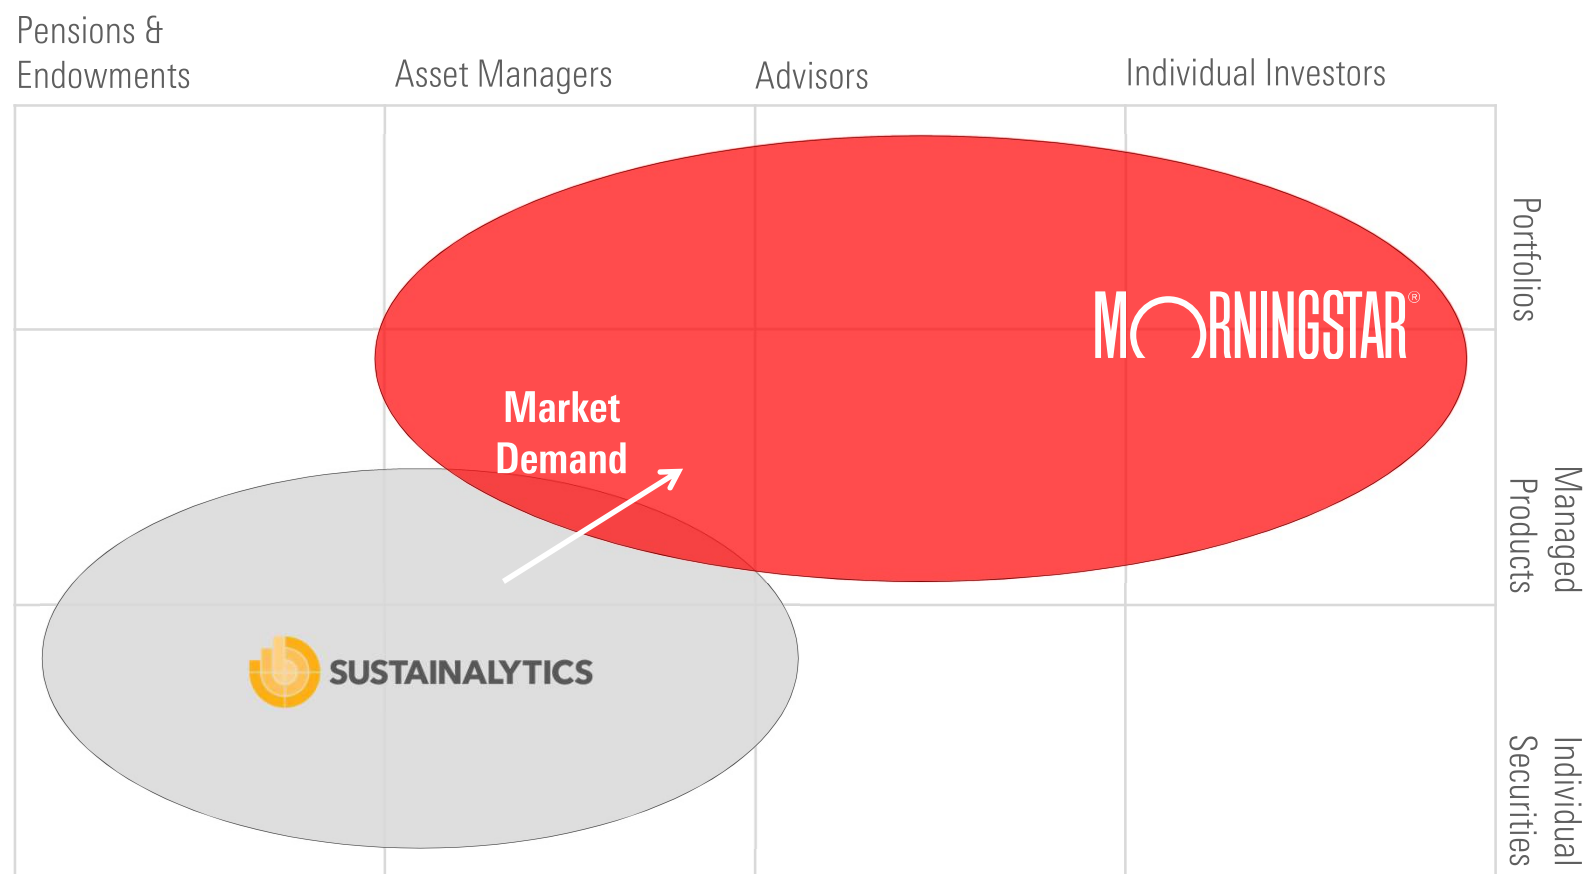 Pensions &
Endowments
Asset Managers
Advisors
Individual Investors
Portfolios
MORNINGSTAR®
Market
Demand
Managed
Products
SUSTAINALYTICS
Individual
Securities